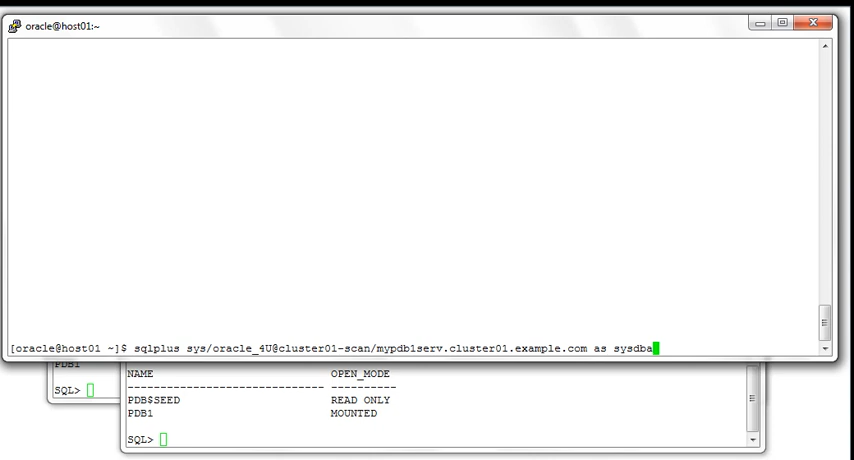 oracle@host01:~
[oracle@host01 ~]$ sqlplus sys/oracle_4U@cluster01-scan/mypdb1serv.cluster01.example.com as sysdba
PDB1
SQL>
NAME OPEN_MODE
------------------------------ ----------
PDB$SEED READ ONLY
PDB1 MOUNTED
SQL>